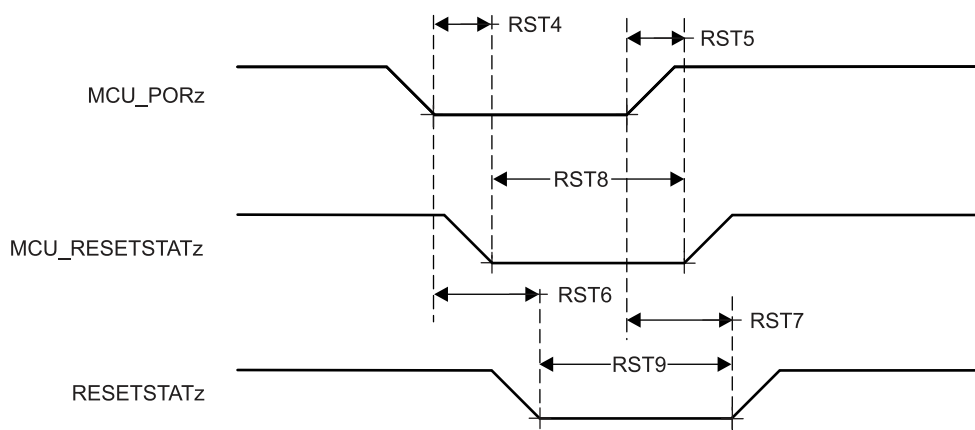 RST4
RST5
MCU_PORz
RST8
MCU_RESETSTATz
RST6
RST7
RST9
RESETSTATz